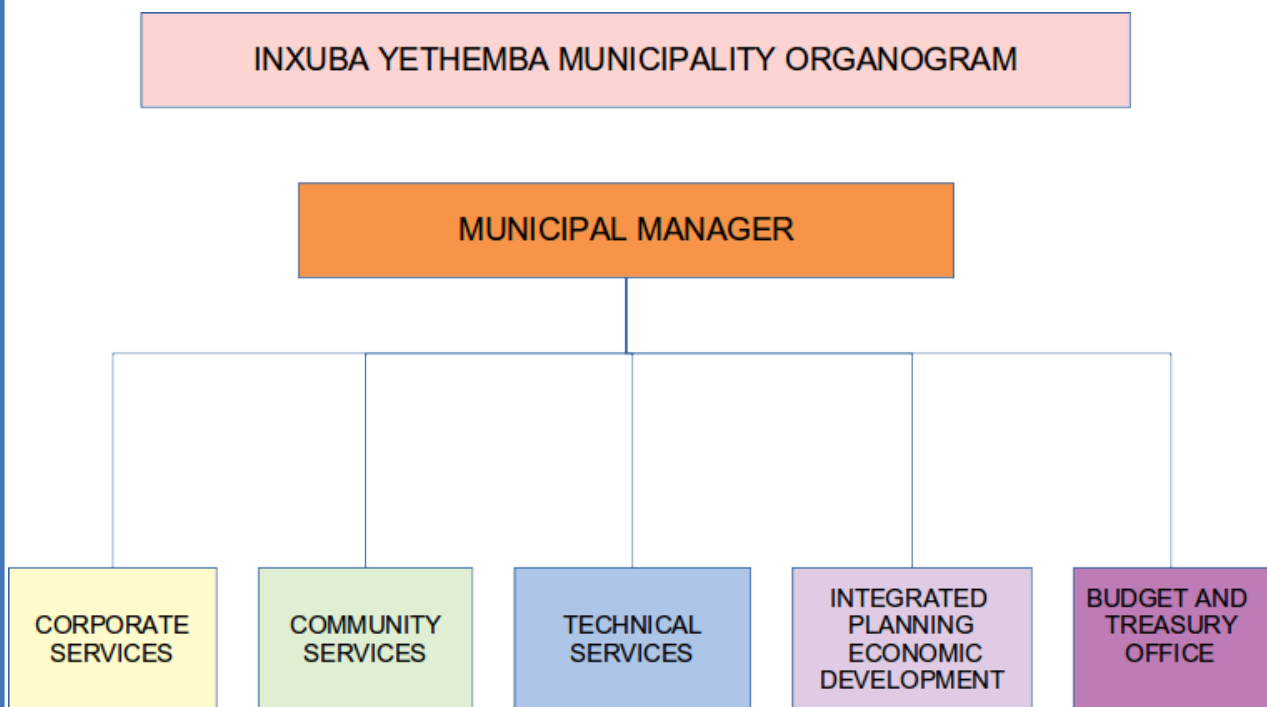 INXUBA YETHEMBA MUNICIPALITY ORGANOGRAM
MUNICIPAL MANAGER
CORPORATE
SERVICES
COMMUNITY
SERVICES
TECHNICAL
SERVICES
INTEGRATED
PLANNING
ECONOMIC
DEVELOPMENT
BUDGET AND
TREASURY
OFFICE